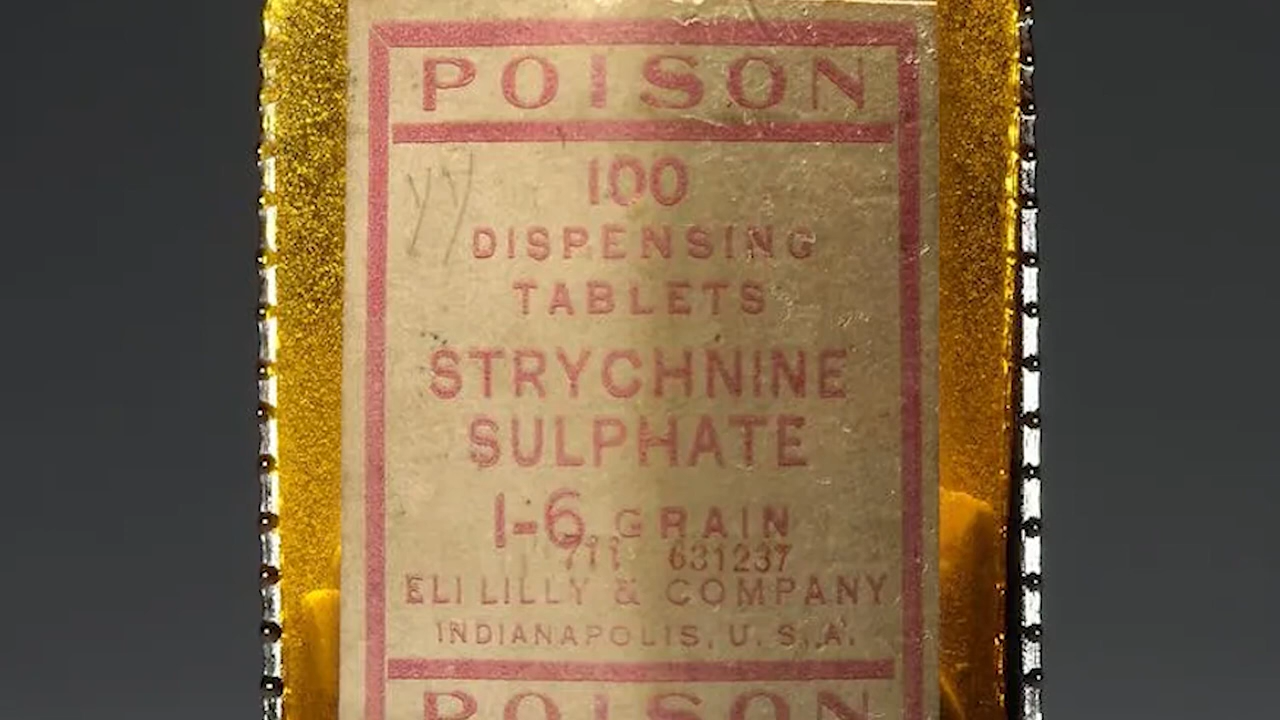 POISON
100
DISPENSING
TABLETS
STRYCHNINE
SULPHATE
1-6 GRAIN
711 631237
ELI LILLY & COMPANY
INDIANAPOLIS, U. S. A.
POISON